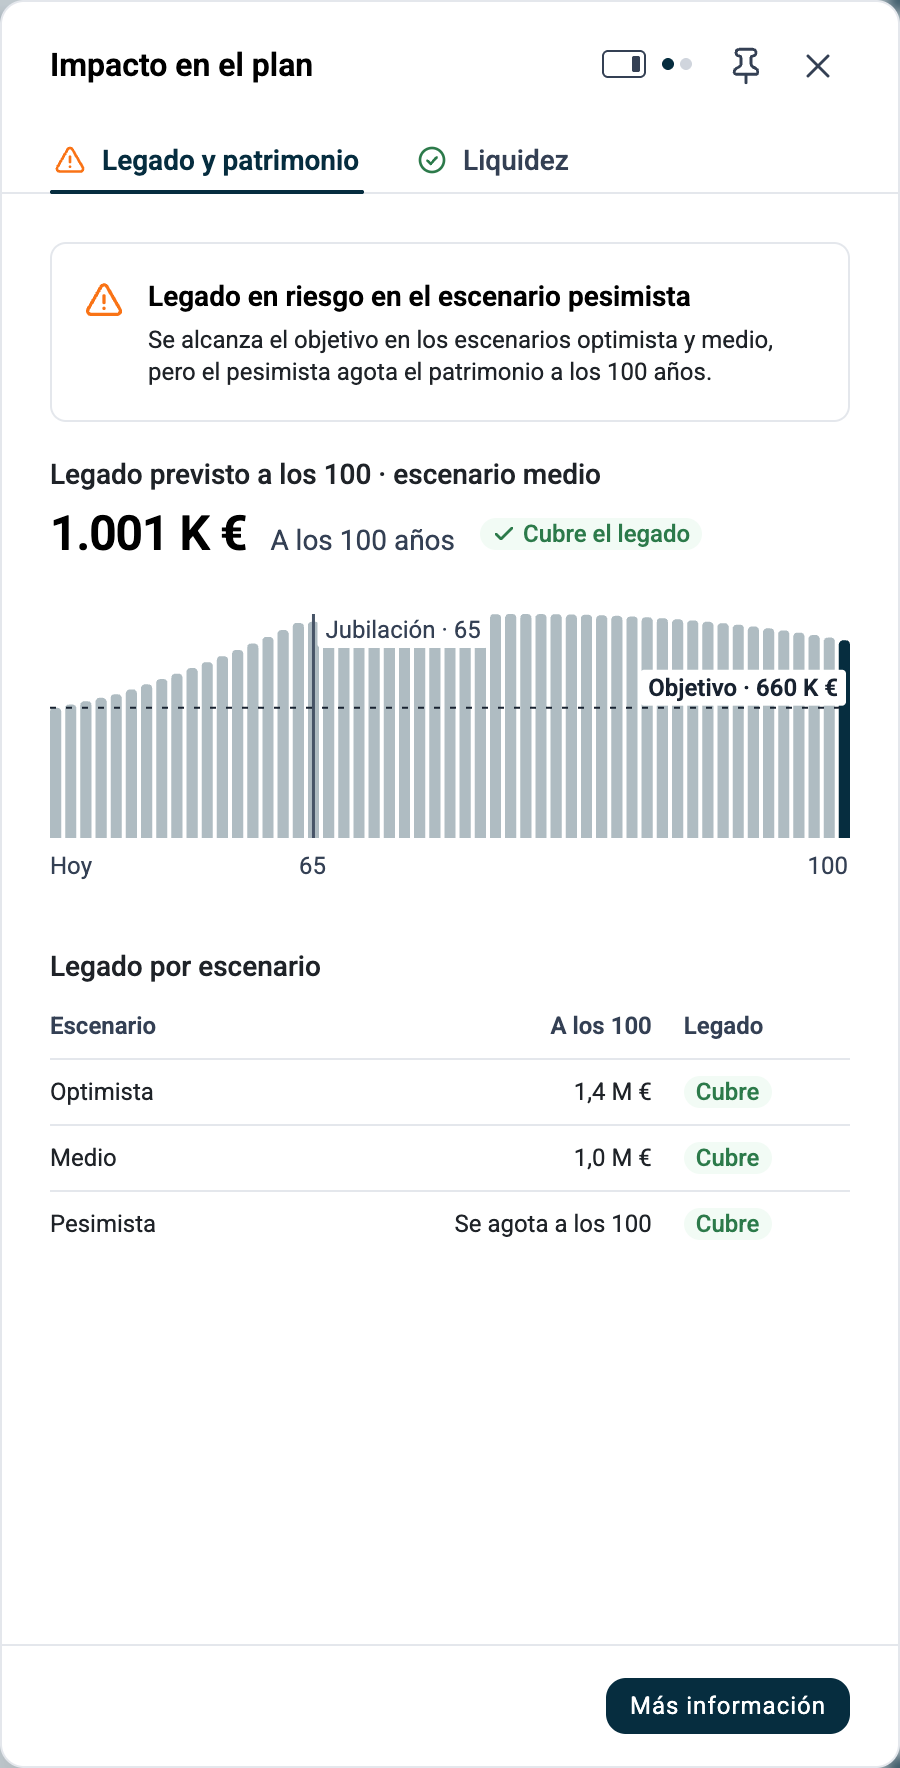 Impacto en el plan
Legado y patrimonio
Liquidez
Legado en riesgo en el escenario pesimista
Se alcanza el objetivo en los escenarios optimista y medio,
pero el pesimista agota el patrimonio a los 100 años.
Legado previsto a los 100 · escenario medio
1.001 K € A los 100 años Cubre el legado
Jubilación · 65
Objetivo · 660 K €
Hoy 65 100
Legado por escenario
Escenario A los 100 Legado
Optimista 1,4 M € Cubre
Medio 1,0 M € Cubre
Pesimista Se agota a los 100 Cubre
Más información